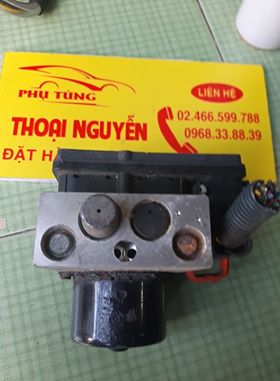 PHỤ TÙNG
LIÊN HỆ
02.466.599.788
0968.33.88.39
THOẠI NGUYỄN
ĐẶT H